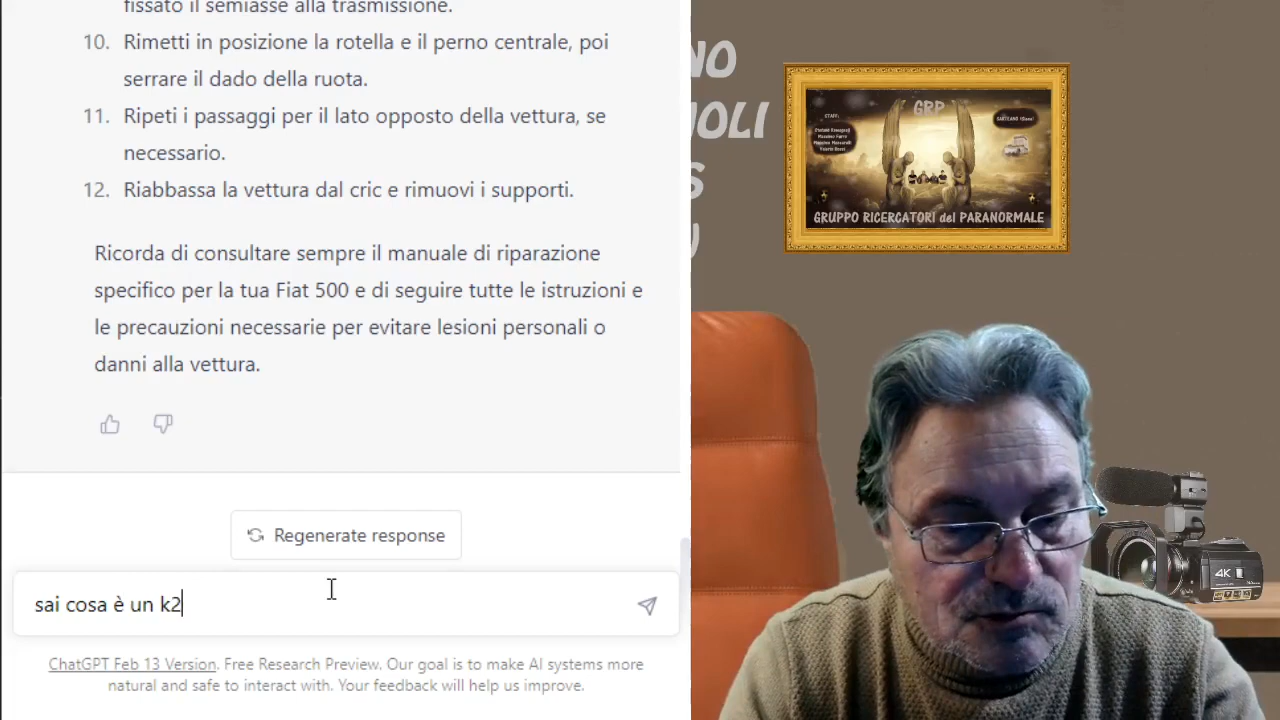 fissato il semiasse alla trasmissione.
10. Rimetti in posizione la rotella e il perno centrale, poi
serrare il dado della ruota.
11. Ripeti i passaggi per il lato opposto della vettura, se
necessario.
12. Riabbassa la vettura dal cric e rimuovi i supporti.
Ricorda di consultare sempre il manuale di riparazione
specifico per la tua Fiat 500 e di seguire tutte le istruzioni e
le precauzioni necessarie per evitare lesioni personali o
danni alla vettura.
Regenerate response
sai cosa è un k2
ChatGPT Feb 13 Version. Free Research Preview. Our goal is to make AI systems more
natural and safe to interact with. Your feedback will help us improve.
NO
OLI
S
GRP
STAFF:
SARTEANO (Siena)
GRUPPO RICERCATORI del PARANORMALE
4K